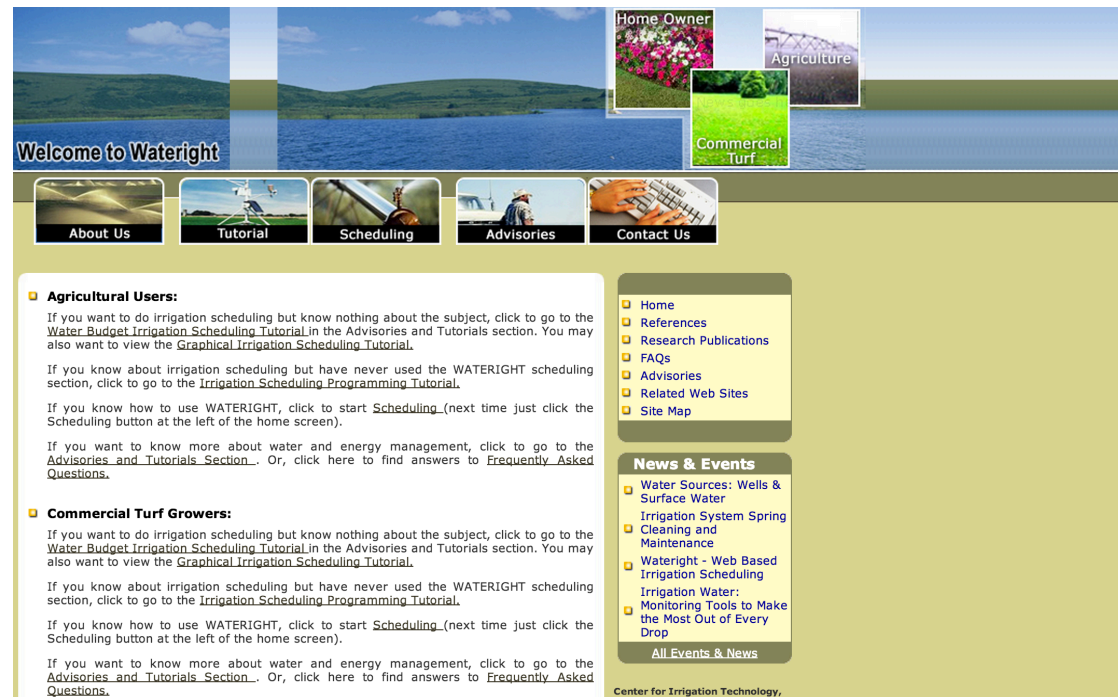 Home Owner
Agriculture
Commercial
Turf
Welcome to Wateright
About Us
Tutorial
Scheduling
Advisories
Contact Us
Agricultural Users:
If you want to do irrigation scheduling but know nothing about the subject, click to go to the
Water Budget Irrigation Scheduling Tutorial in the Advisories and Tutorials section. You may
also want to view the Graphical Irrigation Scheduling Tutorial.
If you know about irrigation scheduling but have never used the WATERIGHT scheduling
section, click to go to the Irrigation Scheduling Programming Tutorial.
If you know how to use WATERIGHT, click to start Scheduling (next time just click the
Scheduling button at the left of the home screen).
If you want to know more about water and energy management, click to go to the
Advisories and Tutorials Section . Or, click here to find answers to Frequently Asked
Questions.
Commercial Turf Growers:
If you want to do irrigation scheduling but know nothing about the subject, click to go to the
Water Budget Irrigation Scheduling Tutorial in the Advisories and Tutorials section. You may
also want to view the Graphical Irrigation Scheduling Tutorial.
If you know about irrigation scheduling but have never used the WATERIGHT scheduling
section, click to go to the Irrigation Scheduling Programming Tutorial.
If you know how to use WATERIGHT, click to start Scheduling (next time just click the
Scheduling button at the left of the home screen).
If you want to know more about water and energy management, click to go to the
Advisories and Tutorials Section . Or, click here to find answers to Frequently Asked
Questions.
Home
References
Research Publications
FAQs
Advisories
Related Web Sites
Site Map
News & Events
Water Sources: Wells &
Surface Water
Irrigation System Spring
Cleaning and
Maintenance
Wateright - Web Based
Irrigation Scheduling
Irrigation Water:
Monitoring Tools to Make
the Most Out of Every
Drop
All Events & News
Center for Irrigation Technology,